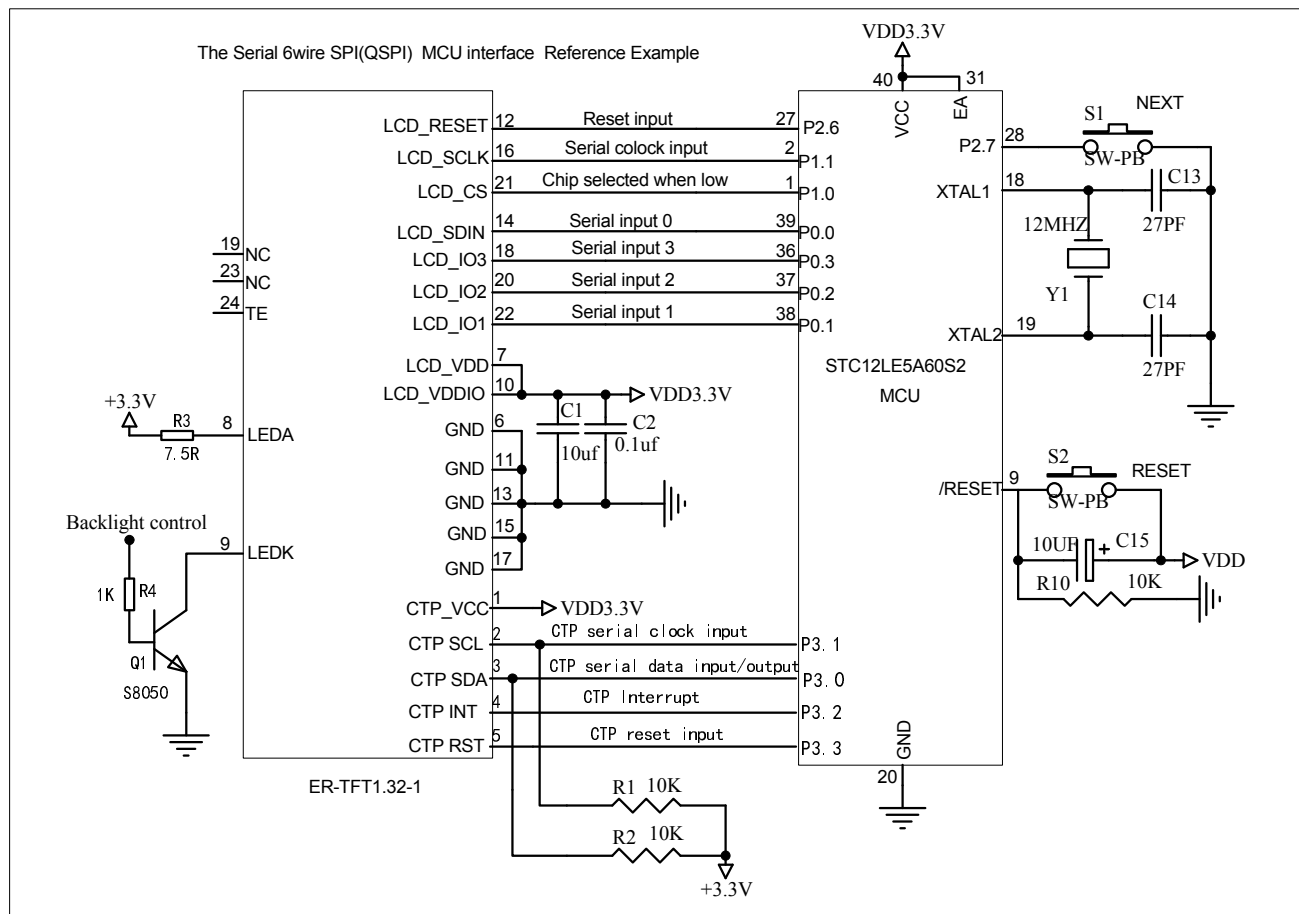 The Serial 6wire SPI(QSPI) MCU interface Reference Example
VDD3.3V
40
31
VCC
EA
LCD_RESET 12 Reset input 27 P2.6
LCD_SCLK 16 Serial colock input 2 P1.1
LCD_CS 21 Chip selected when low 1 P1.0
LCD_SDIN 14 Serial input 0 39 P0.0
LCD_IO3 18 Serial input 3 36 P0.3
LCD_IO2 20 Serial input 2 37 P0.2
LCD_IO1 22 Serial input 1 38 P0.1
19 NC
23 NC
24 TE
LCD_VDD 7
LCD_VDDIO 10
VDD3.3V
C1
10uf
C2
0.1uf
GND 6
GND 11
GND 13
GND 15
GND 17
+3.3V
R3
7.5R
8 LEDA
Backlight control
9 LEDK
1K
R4
Q1
S8050
CTP_VCC 1 VDD3.3V
CTP SCL 2 CTP serial clock input P3.1
CTP SDA 3 CTP serial data input/output P3.0
CTP INT 4 CTP Interrupt P3.2
CTP RST 5 CTP reset input P3.3
ER-TFT1.32-1
R1 10K
R2 10K
+3.3V
P2.7 28
S1
NEXT
SW-PB
XTAL1 18
C13
27PF
12MHZ
Y1
XTAL2 19
C14
27PF
STC12LE5A60S2
MCU
/RESET 9
S2
RESET
SW-PB
10UF + C15
VDD
R10 10K
GND
20